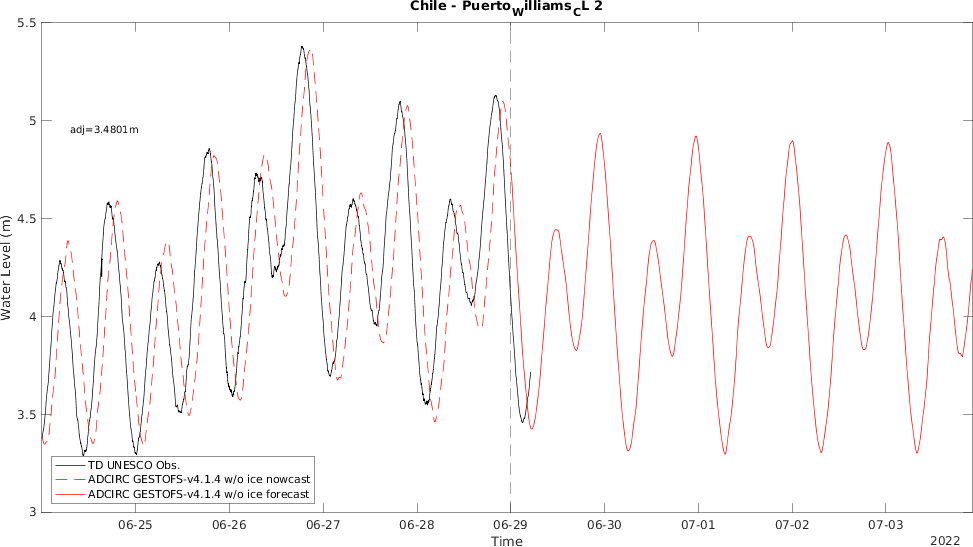 Chile - Puerto_Williams_CL 2
5.5
5
4.5
4
3.5
3
Water Level (m)
adj=3.4801m
TD UNESCO Obs.
ADCIRC GESTOFS-v4.1.4 w/o ice nowcast
ADCIRC GESTOFS-v4.1.4 w/o ice forecast
06-25 06-26 06-27 06-28 06-29 06-30 07-01 07-02 07-03
Time
2022